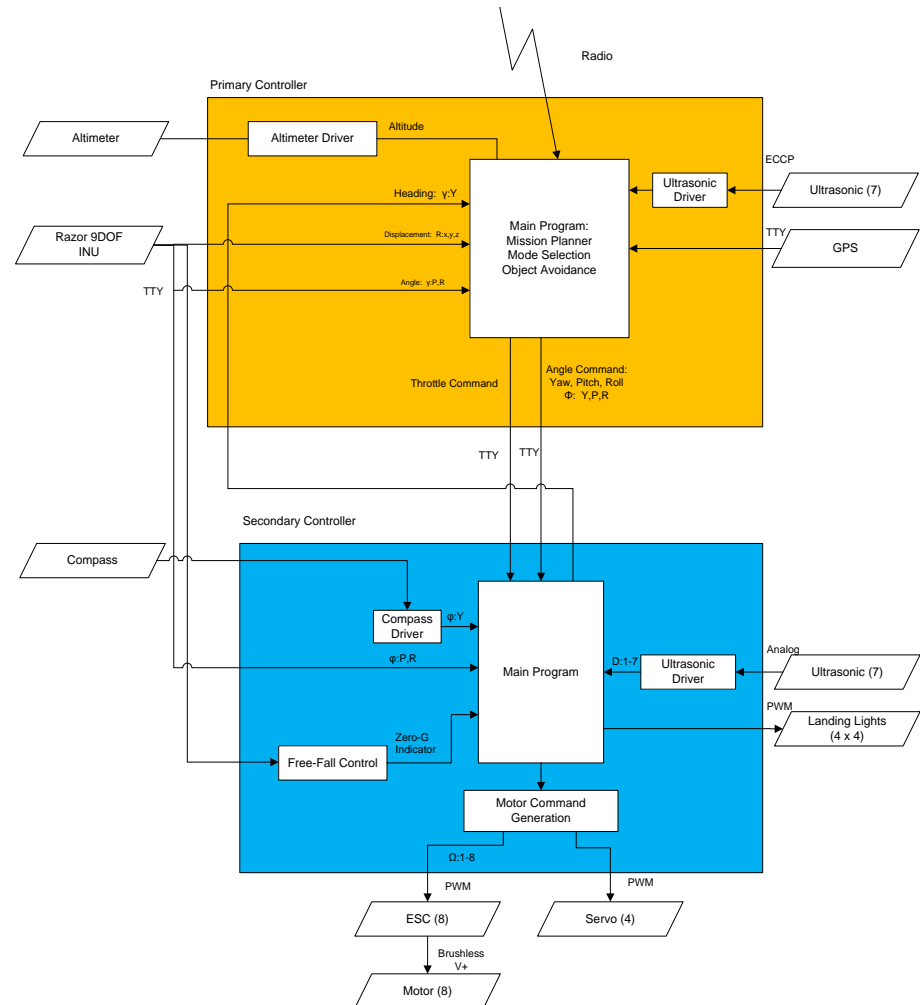 Radio
Primary Controller
Altimeter
Altimeter Driver
Altitude
ECCP
Ultrasonic
Driver
Ultrasonic (7)
Heading:  γ:Y
Razor 9DOF
INU
Displacement:  R:x,y,z
Main Program:
Mission Planner
Mode Selection
Object Avoidance
TTY
GPS
TTY
Angle:  γ:P,R
Throttle Command
Angle Command:
Yaw, Pitch, Roll
Φ:  Y,P,R
TTY
TTY
Secondary Controller
Compass
Compass
Driver
φ:Y
φ:P,R
Main Program
D:1-7
Ultrasonic
Driver
Analog
Ultrasonic (7)
PWM
Landing Lights
(4 x 4)
Zero-G
Indicator
Free-Fall Control
Motor Command
Generation
Ω:1-8
PWM
PWM
ESC (8)
Servo (4)
Brushless
V+
Motor (8)